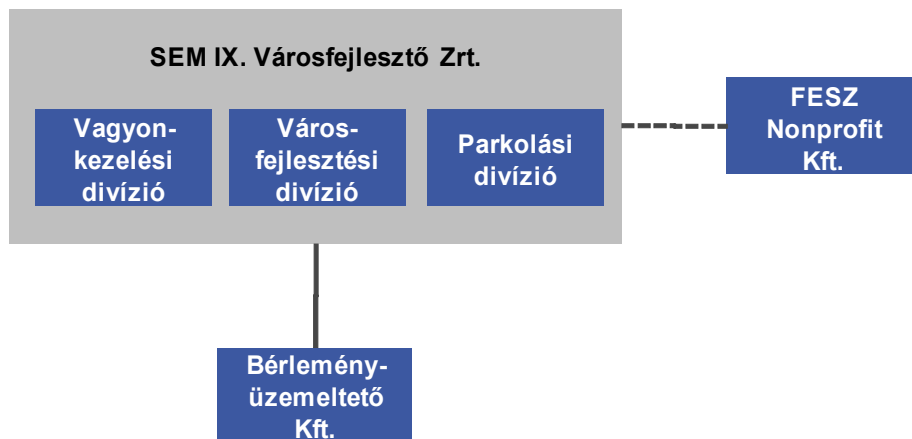 SEM IX. Városfejlesztő Zrt.
Vagyon-
kezelési
divízió
Város-
fejlesztési
divízió
Parkolási
divízió
FESZ
Nonprofit
Kft.
Bérlemény-
üzemeltető
Kft.